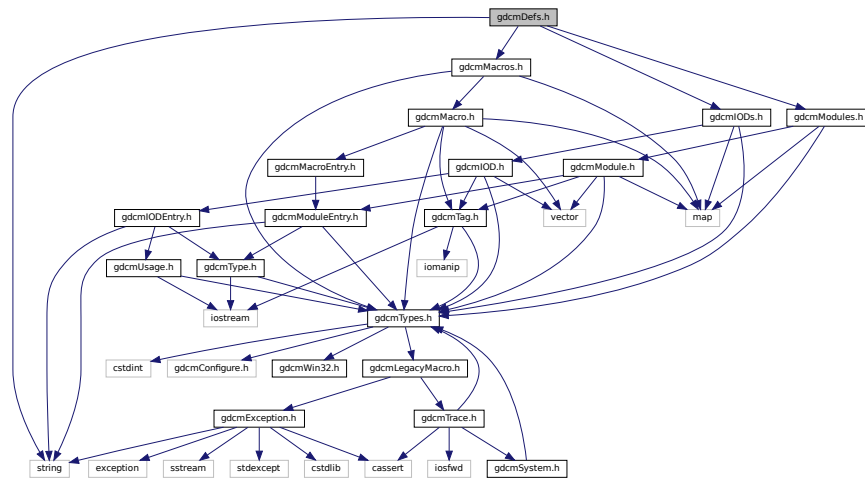 gdcmDefs.h
gdcmMacros.h
gdcmMacro.h
gdcmIODs.h
gdcmModules.h
gdcmMacroEntry.h
gdcmIOD.h
gdcmModule.h
gdcmIODEntry.h
gdcmModuleEntry.h
gdcmTag.h
vector
map
gdcmUsage.h
gdcmType.h
iomanip
iostream
gdcmTypes.h
cstdint
gdcmConfigure.h
gdcmWin32.h
gdcmLegacyMacro.h
gdcmException.h
gdcmTrace.h
string
exception
sstream
stdexcept
cstdlib
cassert
iosfwd
gdcmSystem.h